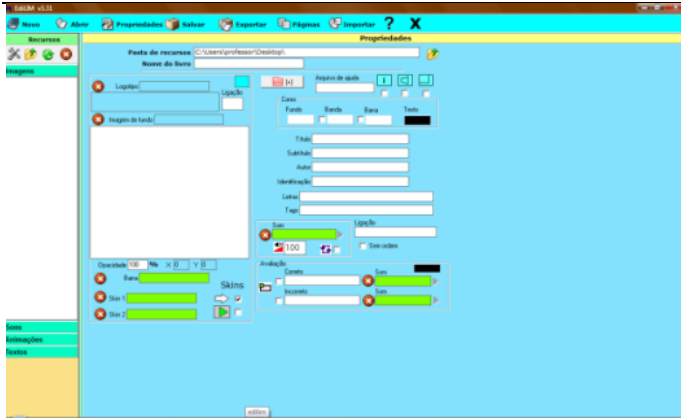 EdiLIM v3.31
Novo Abrir Propriedades Salvar Exportar Páginas Importar ? X
Recursos
Propriedades
Pasta de recursos C:\Users\professor\Desktop\
Nome do livro
Imagens
Logotipo
Ligação
Imagem de fundo
Arquivo de ajuda
Cores
Fundo Banda Barra Texto
Título
Subtítulo
Autor
Identificação
Letras
Tags
Som
100
Ligação
Sem ordem
Opacidade 100 % X 0 Y 0
Barra
Skins
Skin 1
Skin 2
Avaliação
Correto
Som
Incorreto
Som
Sons
Animações
Textos